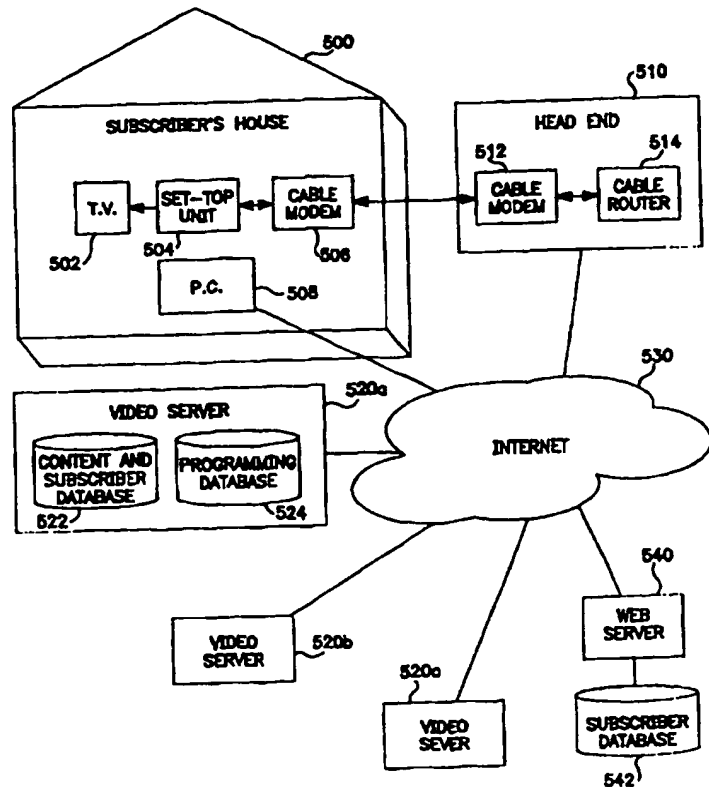 500
SUBSCRIBER'S HOUSE
T.V.
502
SET-TOP
UNIT
504
CABLE
MODEM
506
P.C.
508
510
HEAD END
512
CABLE
MODEM
514
CABLE
ROUTER
530
INTERNET
520a
VIDEO SERVER
CONTENT AND
SUBSCRIBER
DATABASE
522
PROGRAMMING
DATABASE
524
VIDEO
SERVER
520b
520c
VIDEO
SEVER
540
WEB
SERVER
SUBSCRIBER
DATABASE
542